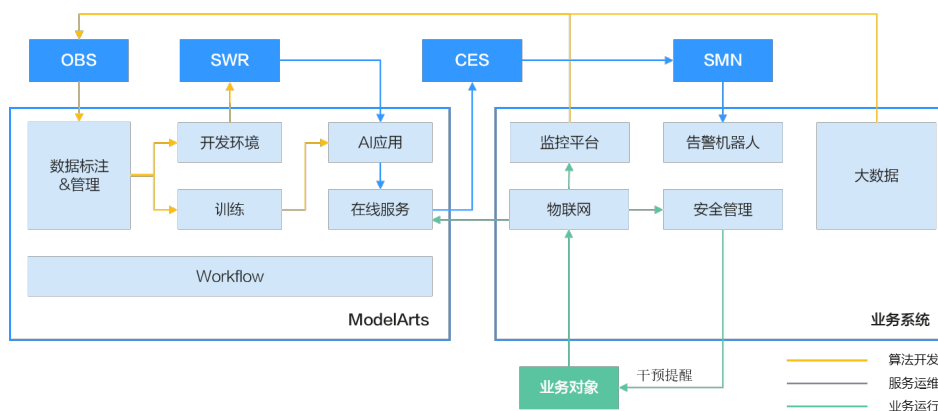 OBS
SWR
CES
SMN
数据标注
&管理
开发环境
AI应用
监控平台
告警机器人
大数据
训练
在线服务
物联网
安全管理
Workflow
ModelArts
业务系统
业务对象
干预提醒
算法开发
服务运维
业务运行